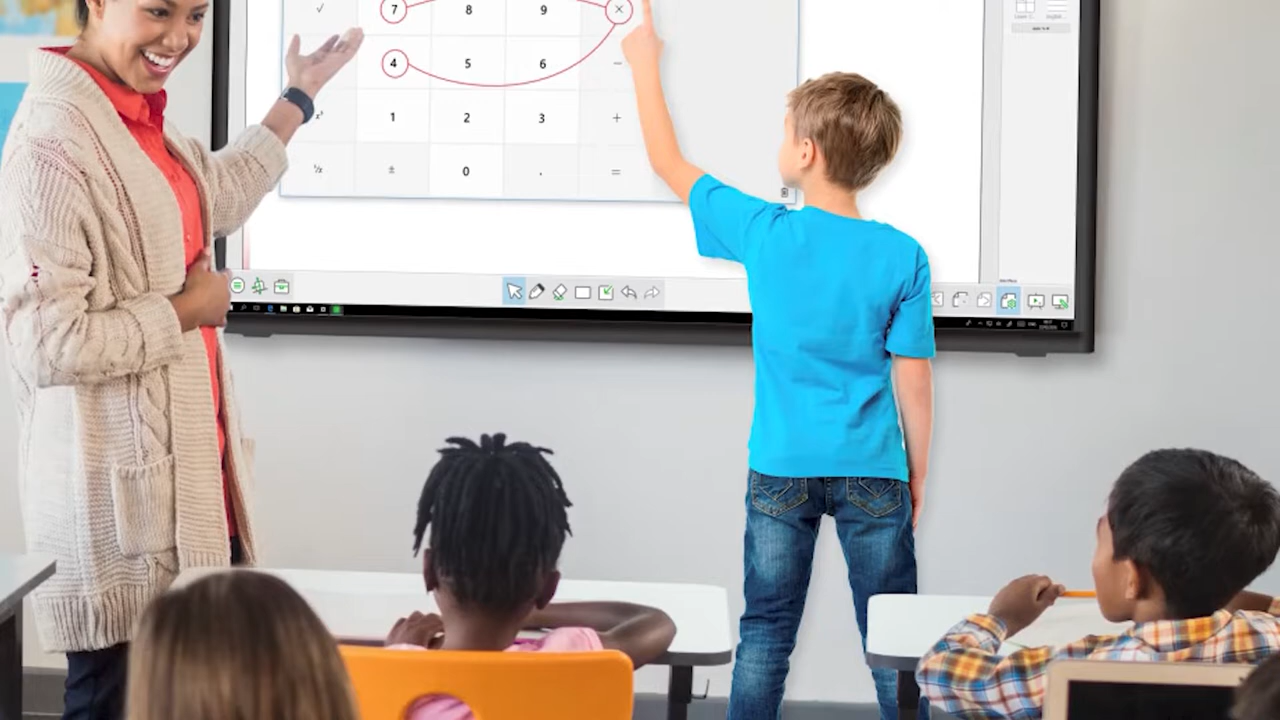 √ 7 8 9 ×
4 5 6 −
x² 1 2 3 +
⅟x ± 0 . =